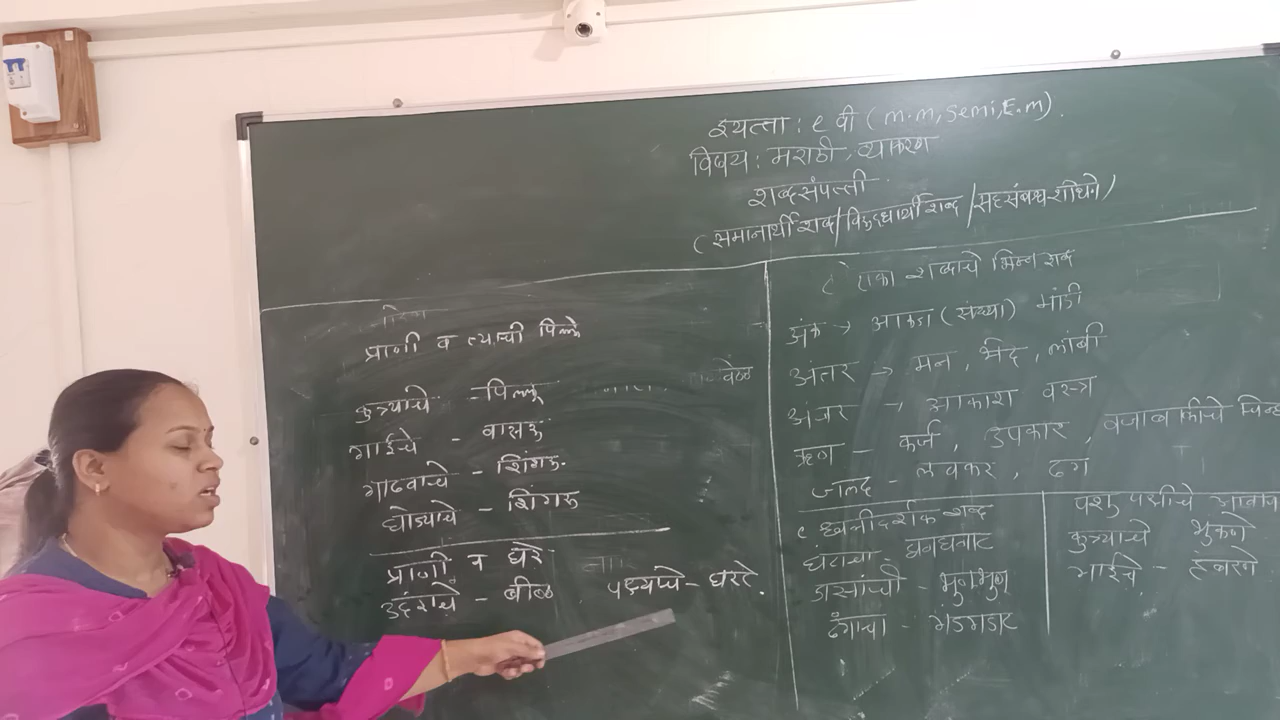 इयत्ता : ९ वी ( m.m, Semi, E.m) .
विषय : मराठी . व्याकरण
शब्दसंपत्ती .
( समानार्थी शब्द / विरुद्धार्थी शब्द / सहसंबंध शोधणे )
प्राणी व त्याची पिल्ले
कुत्र्याचे - पिल्लू
गाईचे - वासरू
गाढवाचे - शिंगरू .
घोड्याचे - शिंगरू
प्राणी व घरे
उंदराचे - बीळ , पक्ष्याचे - घरटे .
एका शब्दाचे भिन्न शब्द
अंक → आकडा ( संख्या ) मांडी
अंतर → मन , भेद , लांबी
अंबर → आकाश वस्त्र
ऋण - कर्ज , उपकार , वजाबाकीचे चिन्ह
जलद - लवकर , ढग
ध्वनीदर्शक शब्द
घंटाचा - घणघणाट
डासांची - भुणभुण
ढगांचा - गडगडाट
पशु पक्षीचे आवाज
कुत्र्याचे भुंकणे
गाईचे - हंबरणे